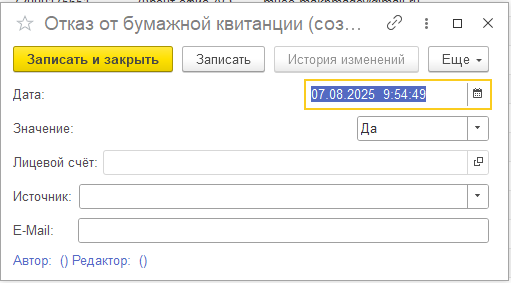 Отказ от бумажной квитанции (соз...
Записать и закрыть
Записать
История изменений
Еще
Дата: 07.08.2025 9:54:49
Значение: Да
Лицевой счёт:
Источник:
E-Mail:
Автор: () Редактор: ()